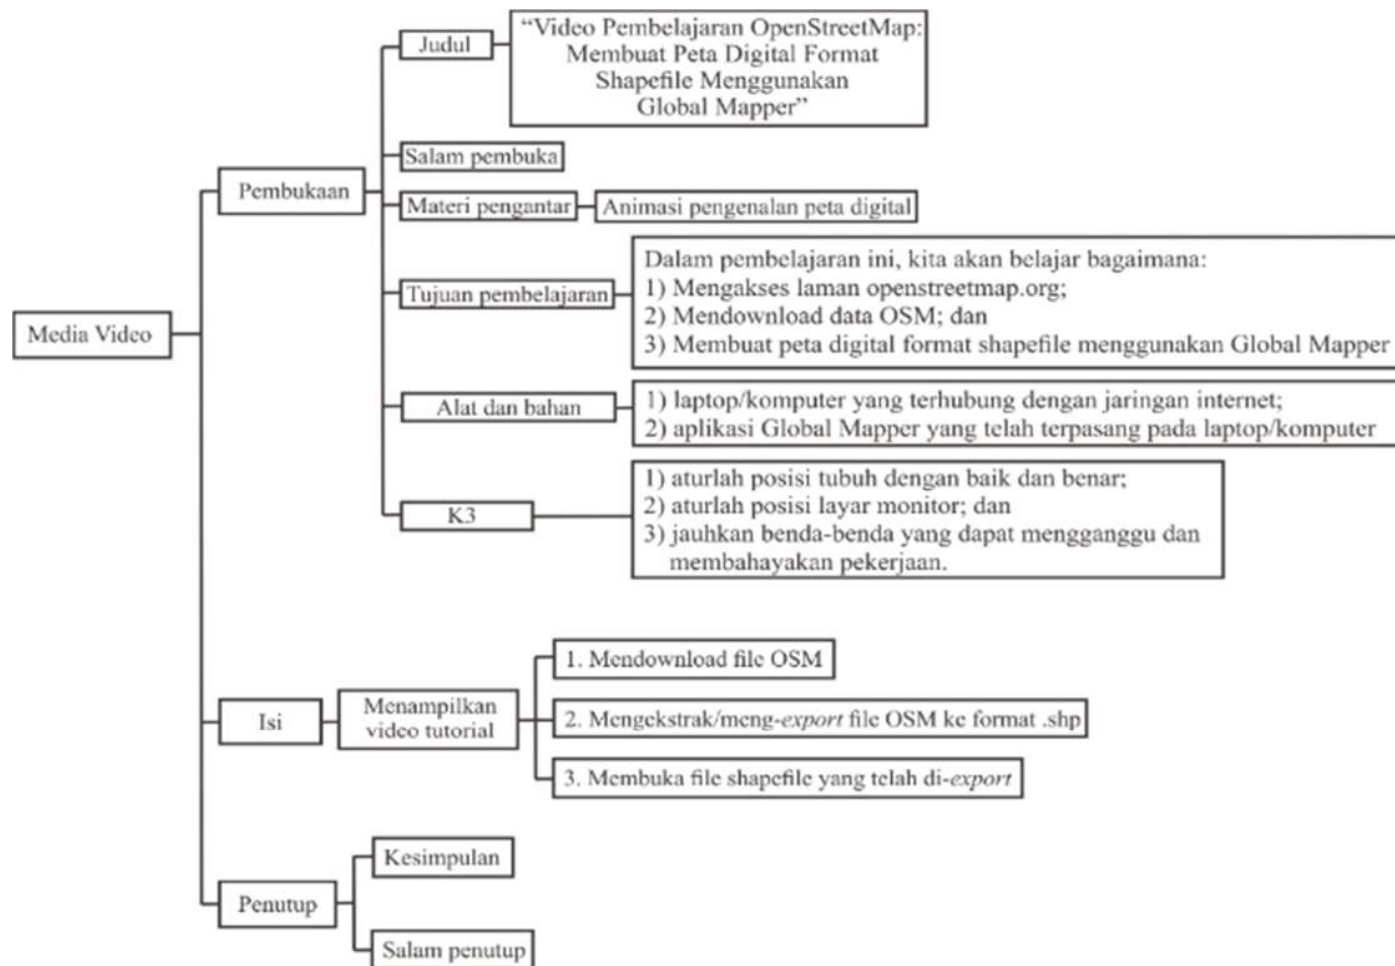 Judul
“Video Pembelajaran OpenStreetMap:
Membuat Peta Digital Format
Shapefile Menggunakan
Global Mapper”
Salam pembuka
Pembukaan
Materi pengantar
Animasi pengenalan peta digital
Tujuan pembelajaran
Dalam pembelajaran ini, kita akan belajar bagaimana:
1) Mengakses laman openstreetmap.org;
2) Mendownload data OSM; dan
3) Membuat peta digital format shapefile menggunakan Global Mapper
Media Video
Alat dan bahan
1) laptop/komputer yang terhubung dengan jaringan internet;
2) aplikasi Global Mapper yang telah terpasang pada laptop/komputer
K3
1) aturlah posisi tubuh dengan baik dan benar;
2) aturlah posisi layar monitor; dan
3) jauhkan benda-benda yang dapat mengganggu dan
membahayakan pekerjaan.
Isi
Menampilkan
video tutorial
1. Mendownload file OSM
2. Mengekstrak/meng-export file OSM ke format .shp
3. Membuka file shapefile yang telah di-export
Penutup
Kesimpulan
Salam penutup